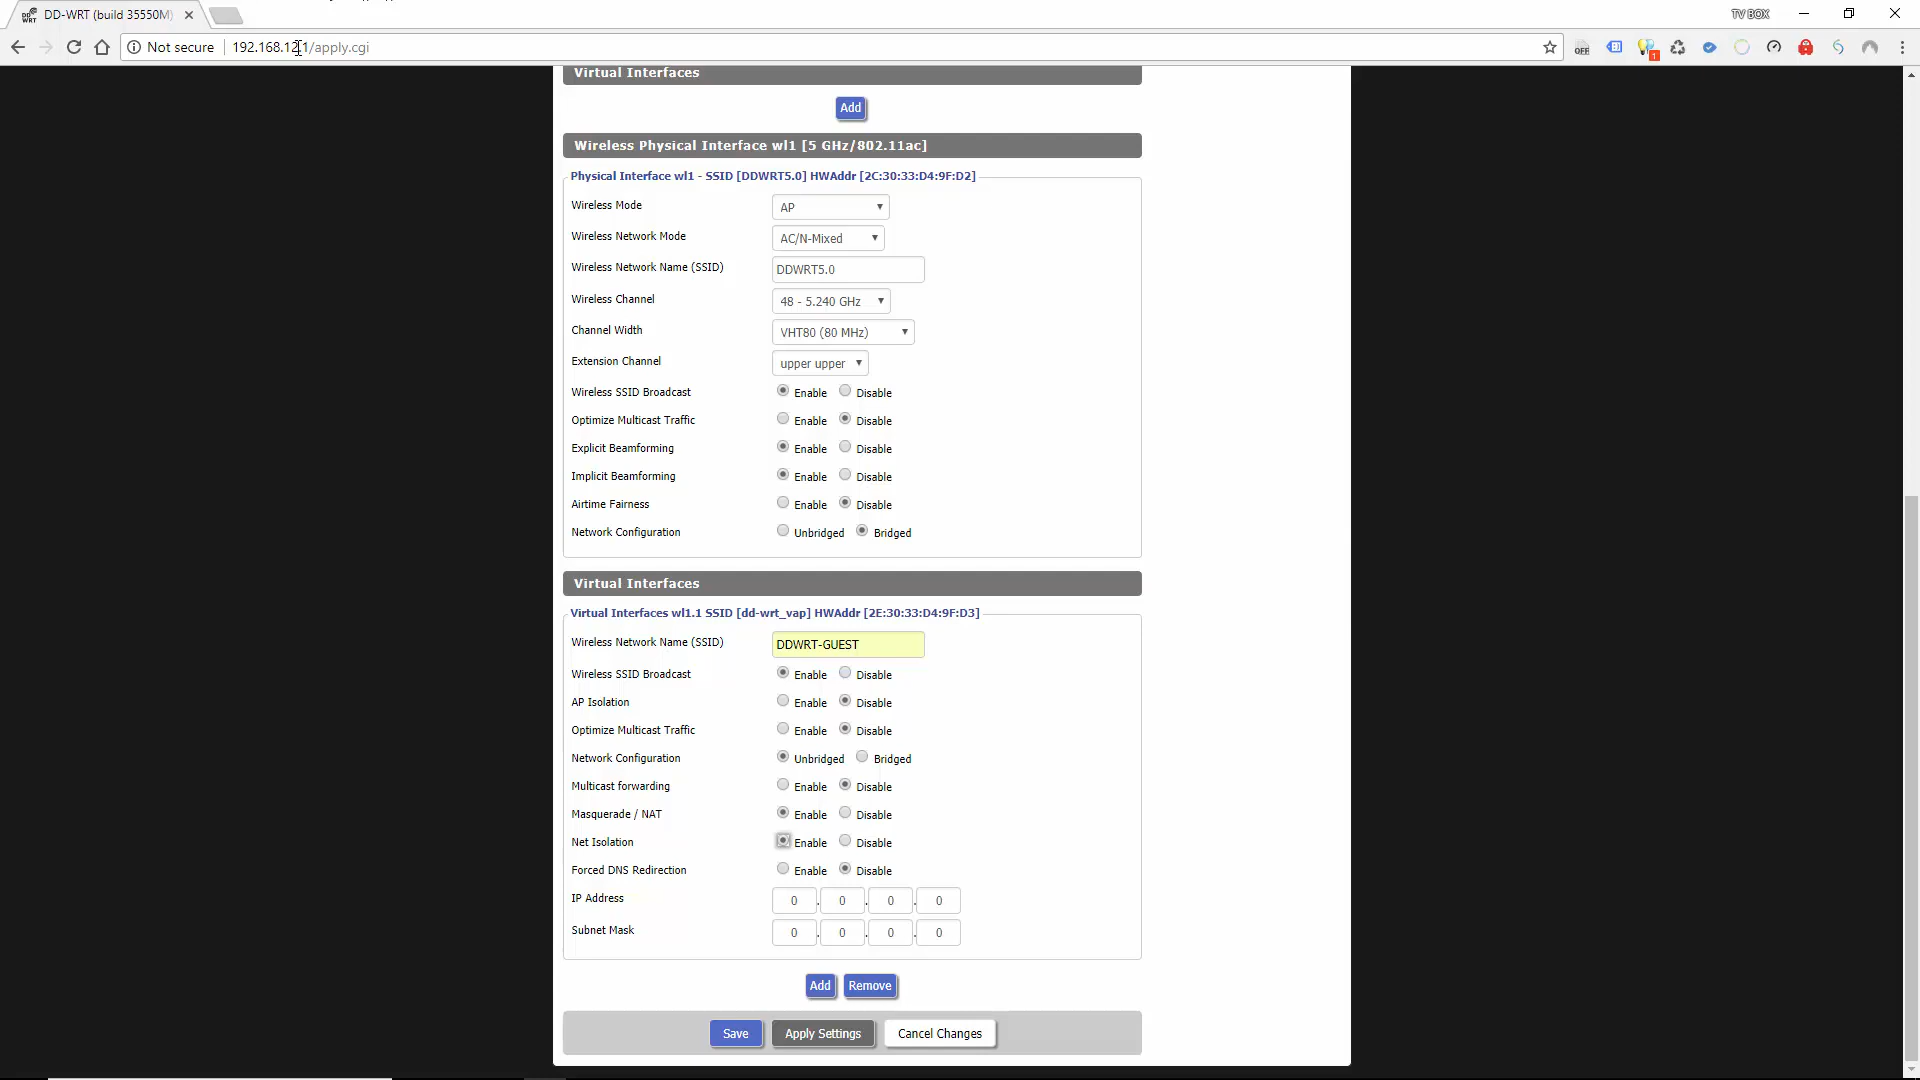 DD-WRT (build 35550M)
TV BOX
Not secure 192.168.12.1/apply.cgi
OFF
1
Virtual Interfaces
Add
Wireless Physical Interface wl1 [5 GHz/802.11ac]
Physical Interface wl1 - SSID [DDWRT5.0] HWAddr [2C:30:33:D4:9F:D2]
Wireless Mode AP
Wireless Network Mode AC/N-Mixed
Wireless Network Name (SSID) DDWRT5.0
Wireless Channel 48 - 5.240 GHz
Channel Width VHT80 (80 MHz)
Extension Channel upper upper
Wireless SSID Broadcast Enable Disable
Optimize Multicast Traffic Enable Disable
Explicit Beamforming Enable Disable
Implicit Beamforming Enable Disable
Airtime Fairness Enable Disable
Network Configuration Unbridged Bridged
Virtual Interfaces
Virtual Interfaces wl1.1 SSID [dd-wrt_vap] HWAddr [2E:30:33:D4:9F:D3]
Wireless Network Name (SSID) DDWRT-GUEST
Wireless SSID Broadcast Enable Disable
AP Isolation Enable Disable
Optimize Multicast Traffic Enable Disable
Network Configuration Unbridged Bridged
Multicast forwarding Enable Disable
Masquerade / NAT Enable Disable
Net Isolation Enable Disable
Forced DNS Redirection Enable Disable
IP Address 0 . 0 . 0 . 0
Subnet Mask 0 . 0 . 0 . 0
Add Remove
Save Apply Settings Cancel Changes